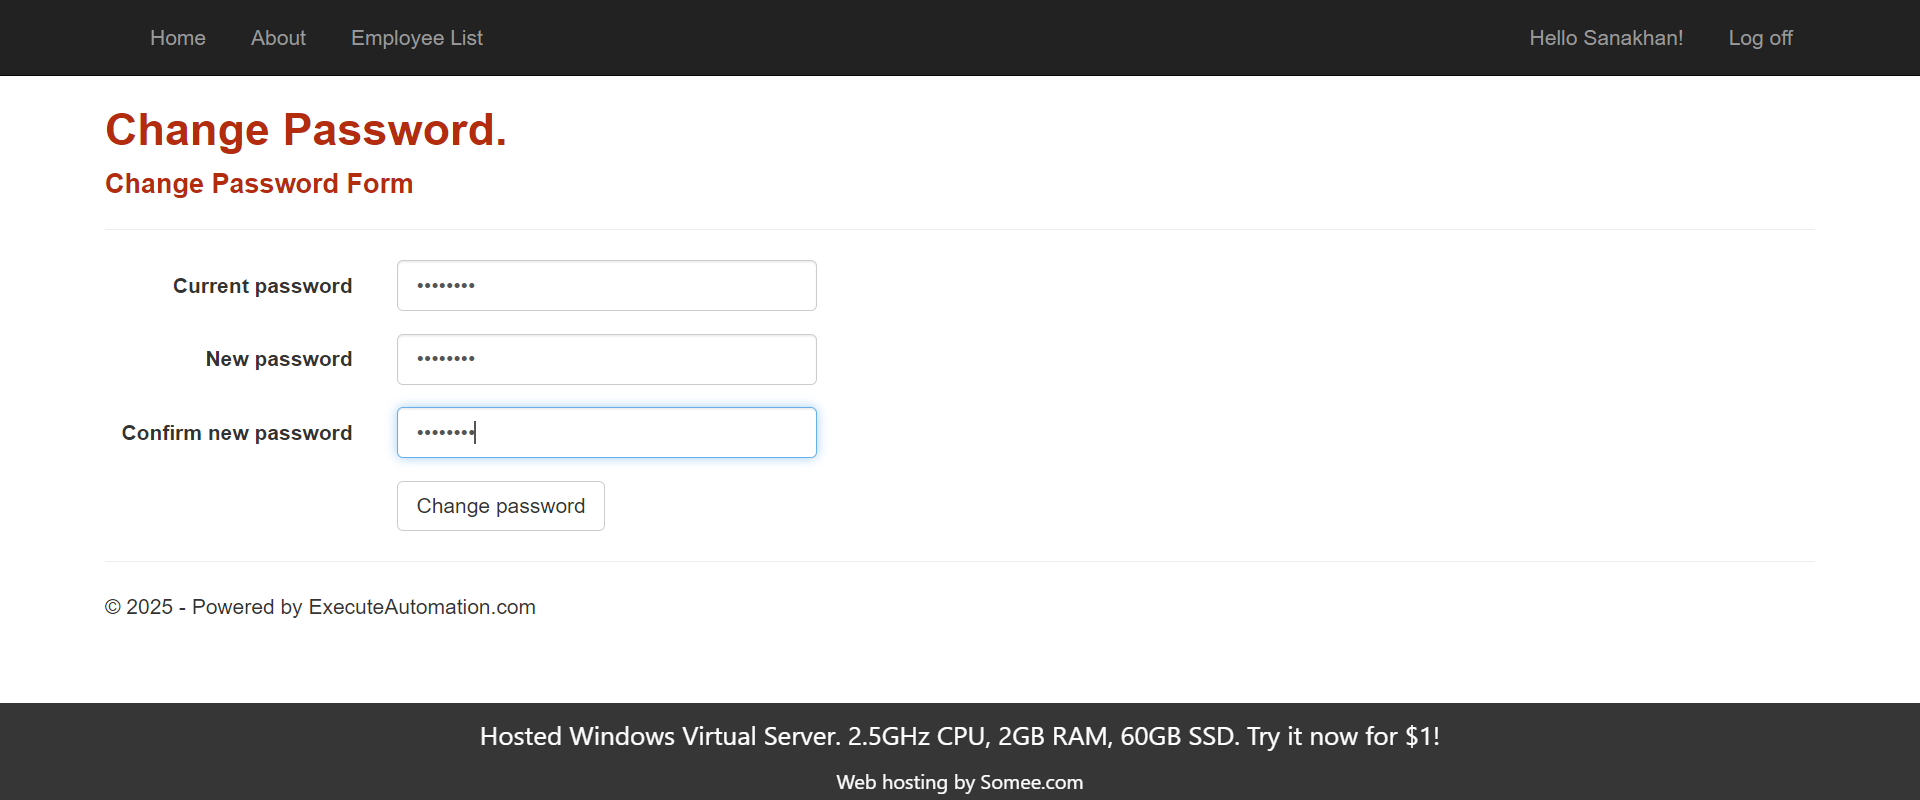 Home About Employee List Hello Sanakhan! Log off
Change Password.
Change Password Form
Current password ••••••••
New password ••••••••
Confirm new password ••••••••
Change password
© 2025 - Powered by ExecuteAutomation.com
Hosted Windows Virtual Server. 2.5GHz CPU, 2GB RAM, 60GB SSD. Try it now for $1!
Web hosting by Somee.com